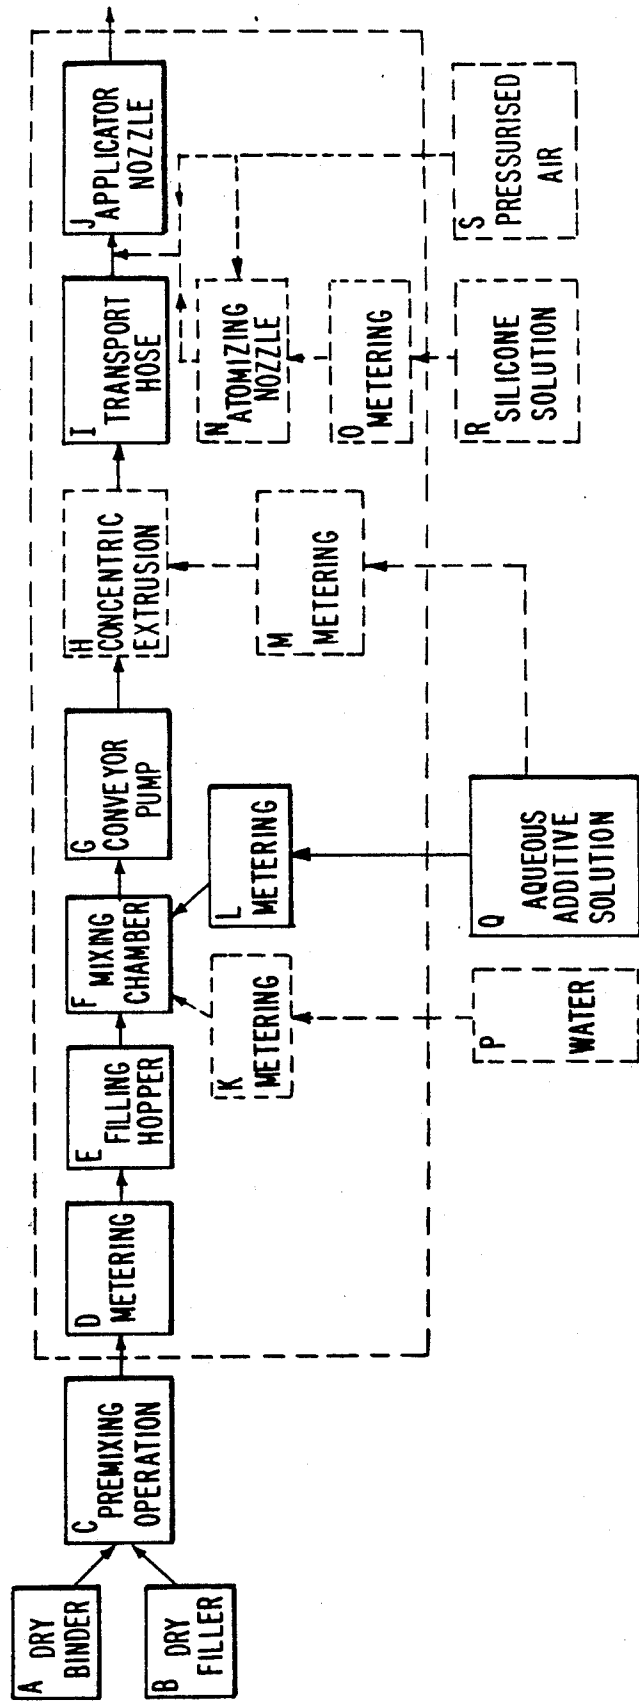 A
DRY
BINDER
B
DRY
FILLER
C
PREMIXING
OPERATION
D
METERING
E
FILLING
HOPPER
F
MIXING
CHAMBER
G
CONVEYOR
PUMP
H
CONCENTRIC
EXTRUSION
I
TRANSPORT
HOSE
J
APPLICATOR
NOZZLE
K
METERING
L
METERING
M
METERING
N
ATOMIZING
NOZZLE
O
METERING
P
WATER
Q
AQUEOUS
ADDITIVE
SOLUTION
R
SILICONE
SOLUTION
S
PRESSURISED
AIR